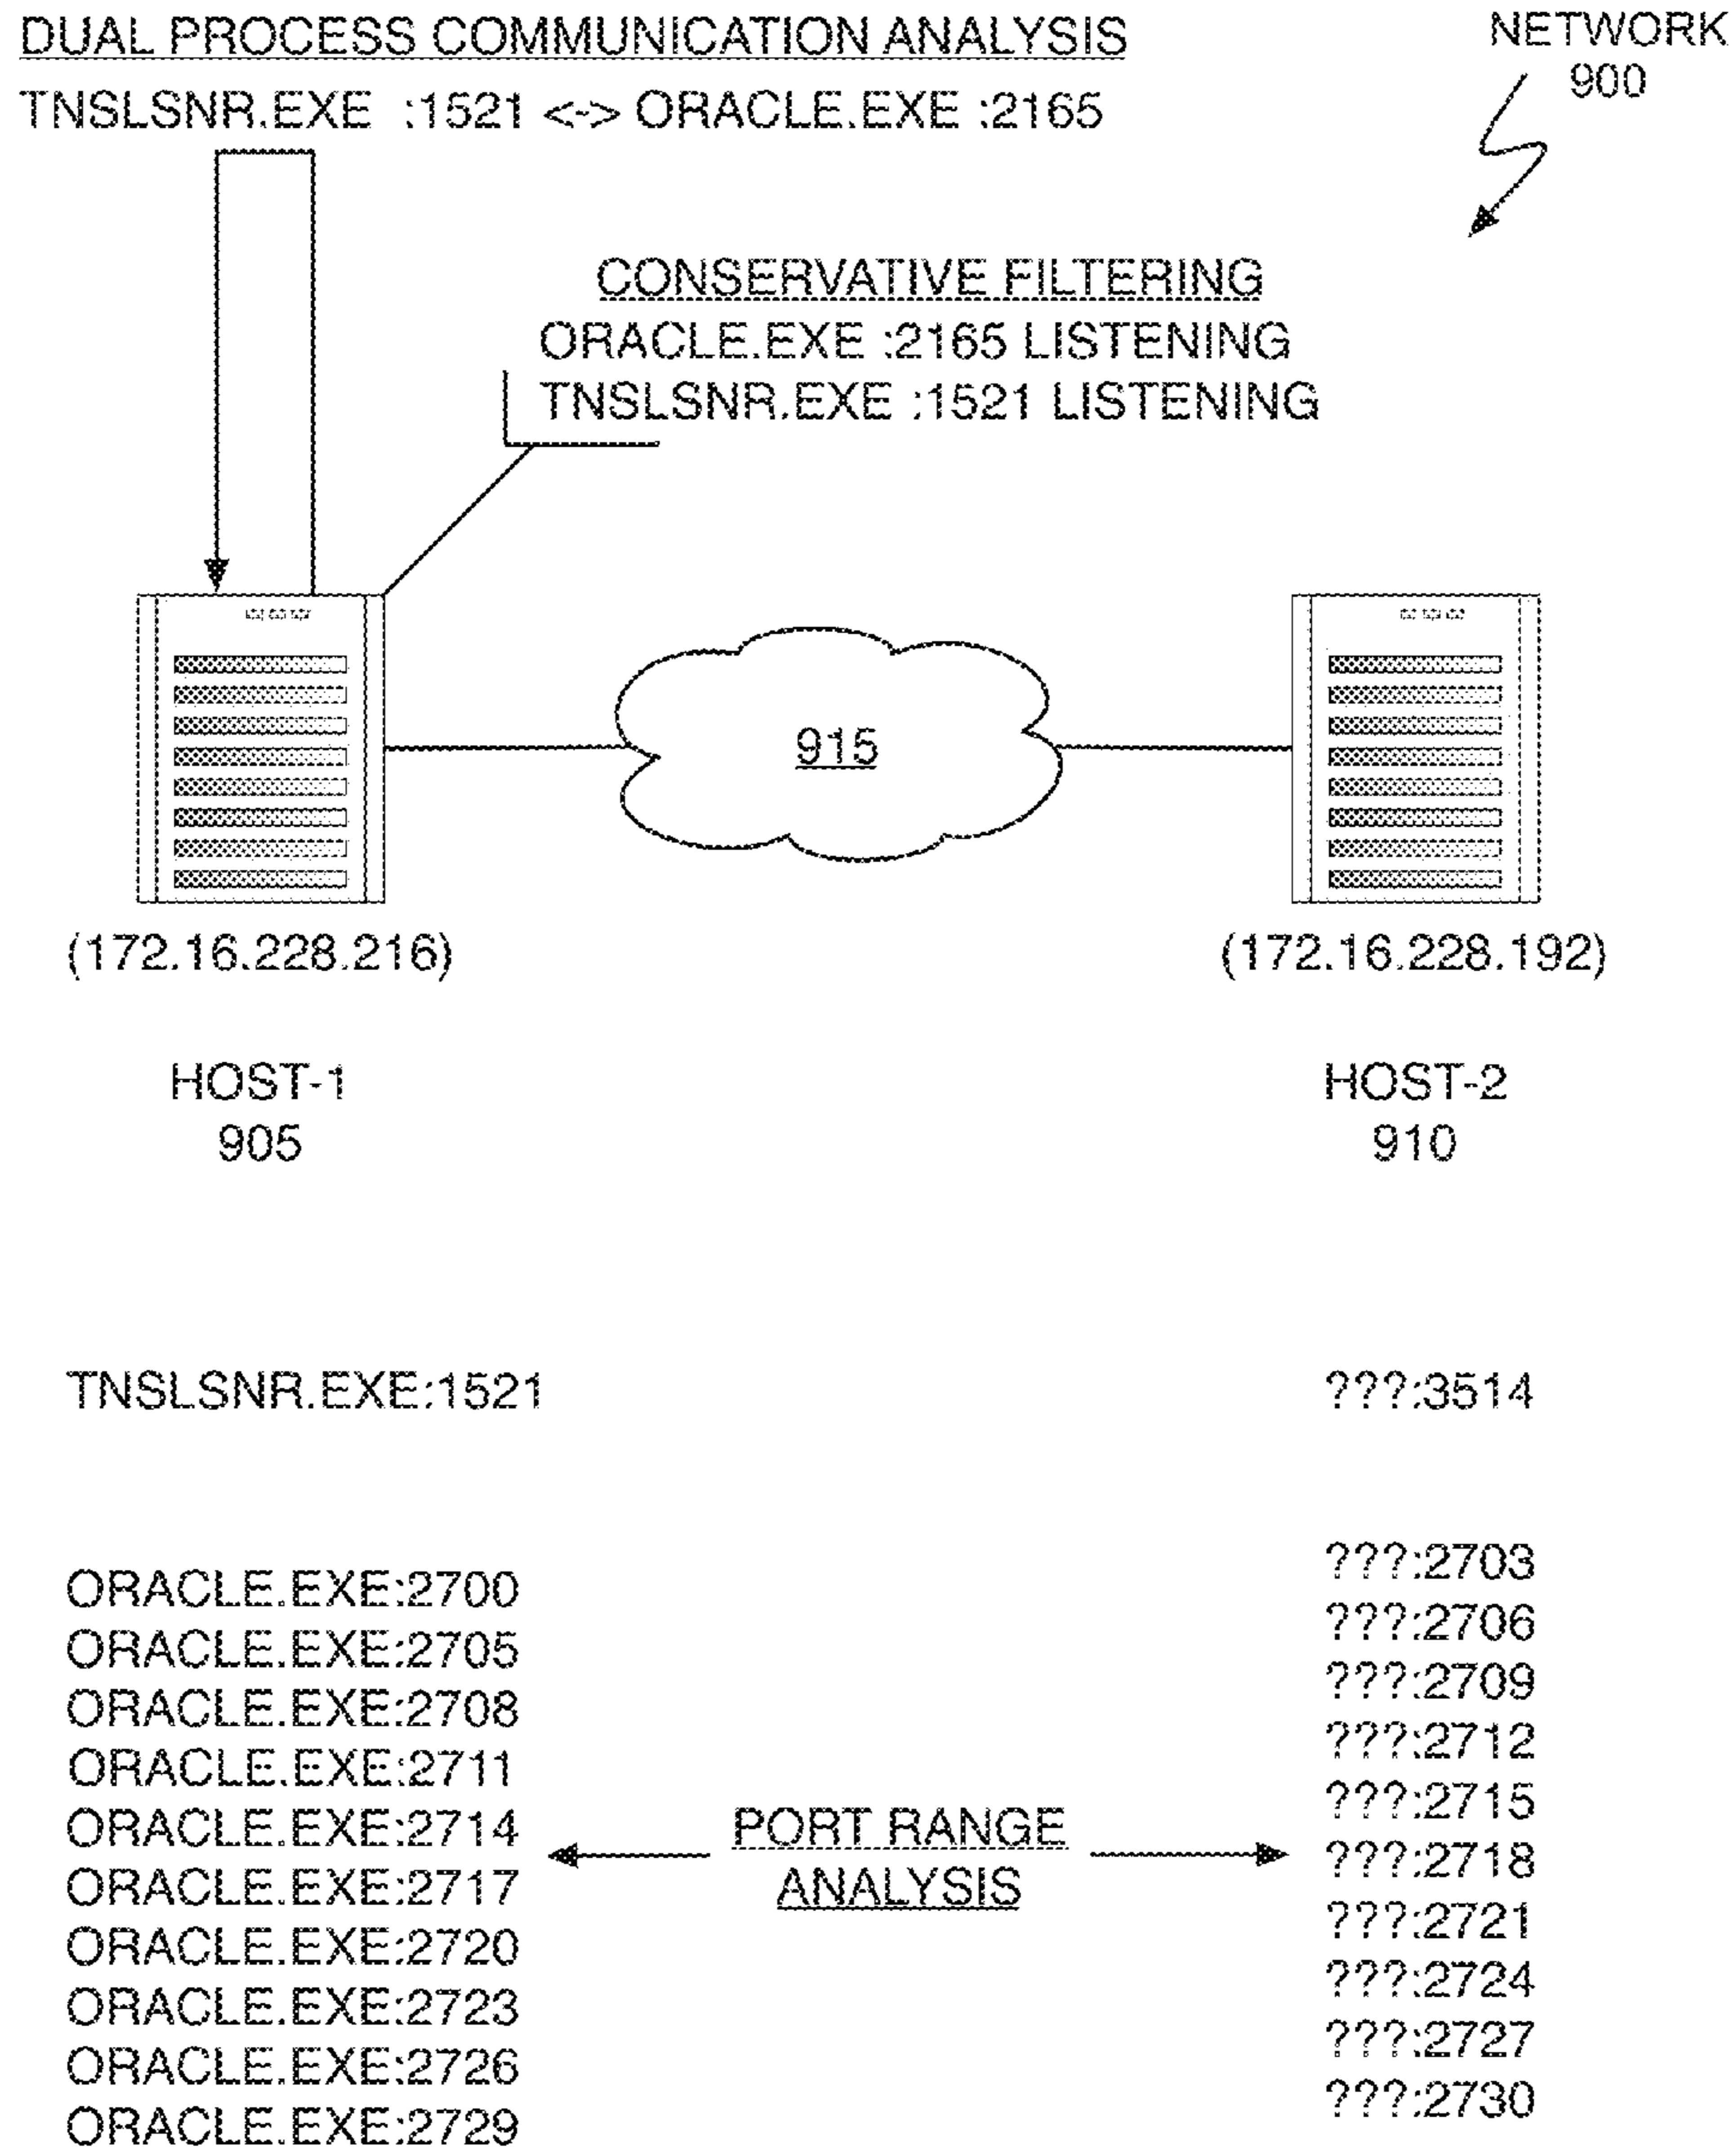 DUAL PROCESS COMMUNICATION ANALYSIS
TNSLSNR.EXE :1521 <-> ORACLE.EXE :2165
NETWORK
900
CONSERVATIVE FILTERING
ORACLE.EXE :2165 LISTENING
TNSLSNR.EXE :1521 LISTENING
915
(172.16.228.216)
(172.16.228.192)
HOST-1
905
HOST-2
910
TNSLSNR.EXE:1521
???:3514
ORACLE.EXE:2700
ORACLE.EXE:2705
ORACLE.EXE:2708
ORACLE.EXE:2711
ORACLE.EXE:2714
ORACLE.EXE:2717
ORACLE.EXE:2720
ORACLE.EXE:2723
ORACLE.EXE:2726
ORACLE.EXE:2729
PORT RANGE
ANALYSIS
???:2703
???:2706
???:2709
???:2712
???:2715
???:2718
???:2721
???:2724
???:2727
???:2730